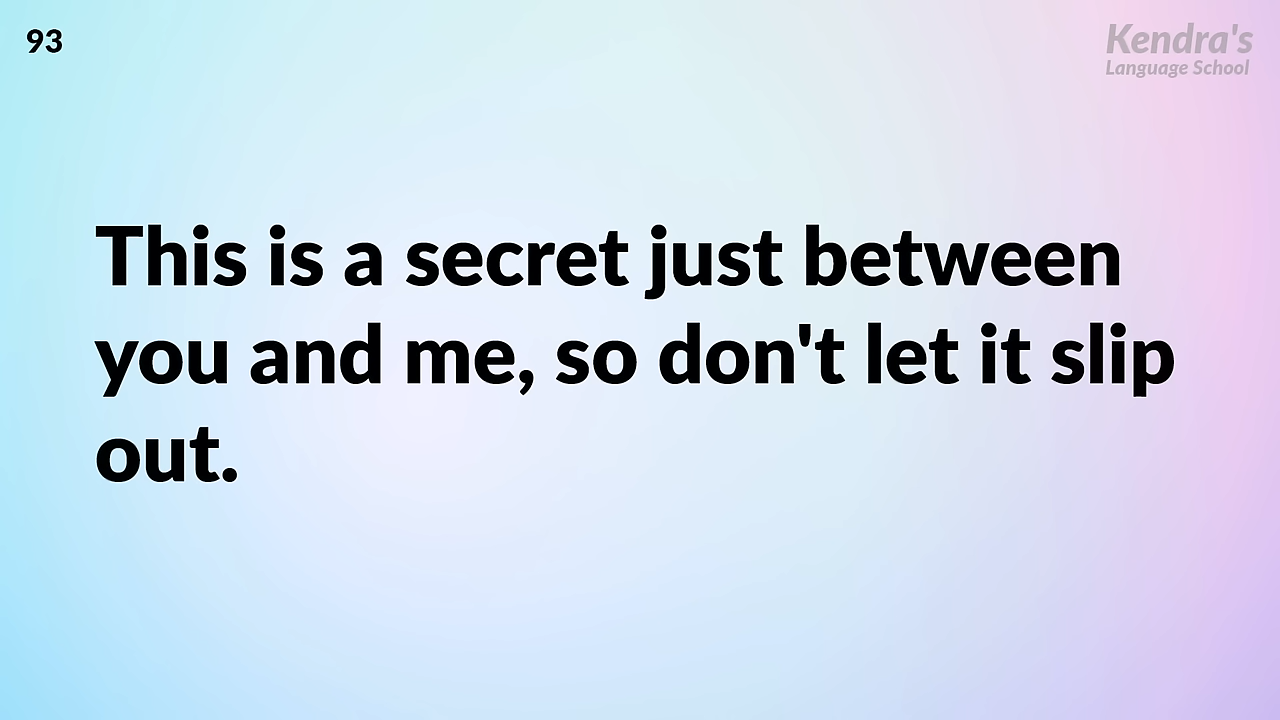 93
Kendra's
Language School
This is a secret just between
you and me, so don't let it slip
out.